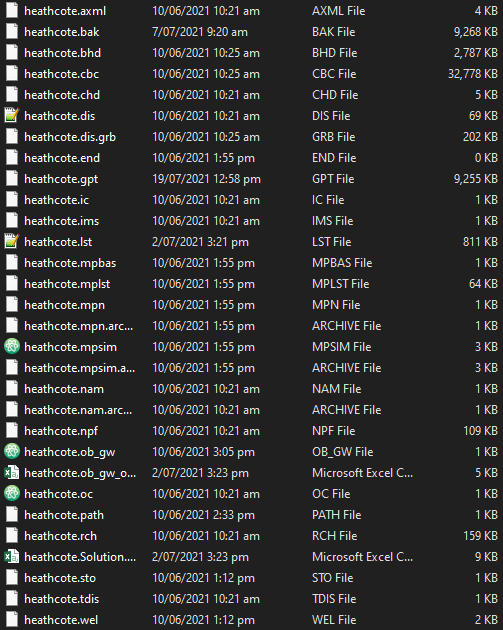 heathcote.axml 10/06/2021 10:21 am AXML File 4 KB
heathcote.bak 7/07/2021 9:20 am BAK File 9,268 KB
heathcote.bhd 10/06/2021 10:25 am BHD File 2,787 KB
heathcote.cbc 10/06/2021 10:25 am CBC File 32,778 KB
heathcote.chd 10/06/2021 10:21 am CHD File 5 KB
heathcote.dis 10/06/2021 10:21 am DIS File 69 KB
heathcote.dis.grb 10/06/2021 10:25 am GRB File 202 KB
heathcote.end 10/06/2021 1:55 pm END File 0 KB
heathcote.gpt 19/07/2021 12:58 pm GPT File 9,255 KB
heathcote.ic 10/06/2021 10:21 am IC File 1 KB
heathcote.ims 10/06/2021 10:21 am IMS File 1 KB
heathcote.lst 2/07/2021 3:21 pm LST File 811 KB
heathcote.mpbas 10/06/2021 1:55 pm MPBAS File 1 KB
heathcote.mplst 10/06/2021 1:55 pm MPLST File 64 KB
heathcote.mpn 10/06/2021 1:55 pm MPN File 1 KB
heathcote.mpn.arc... 10/06/2021 1:55 pm ARCHIVE File 1 KB
heathcote.mpsim 10/06/2021 1:55 pm MPSIM File 3 KB
heathcote.mpsim.a... 10/06/2021 1:55 pm ARCHIVE File 3 KB
heathcote.nam 10/06/2021 10:21 am NAM File 1 KB
heathcote.nam.arc... 10/06/2021 10:21 am ARCHIVE File 1 KB
heathcote.npf 10/06/2021 10:21 am NPF File 109 KB
heathcote.ob_gw 10/06/2021 3:05 pm OB_GW File 1 KB
heathcote.ob_gw_o... 2/07/2021 3:23 pm Microsoft Excel C... 5 KB
heathcote.oc 10/06/2021 10:21 am OC File 1 KB
heathcote.path 10/06/2021 2:33 pm PATH File 1 KB
heathcote.rch 10/06/2021 10:21 am RCH File 159 KB
heathcote.Solution.... 2/07/2021 3:23 pm Microsoft Excel C... 9 KB
heathcote.sto 10/06/2021 1:12 pm STO File 1 KB
heathcote.tdis 10/06/2021 10:21 am TDIS File 1 KB
heathcote.wel 10/06/2021 1:12 pm WEL File 2 KB